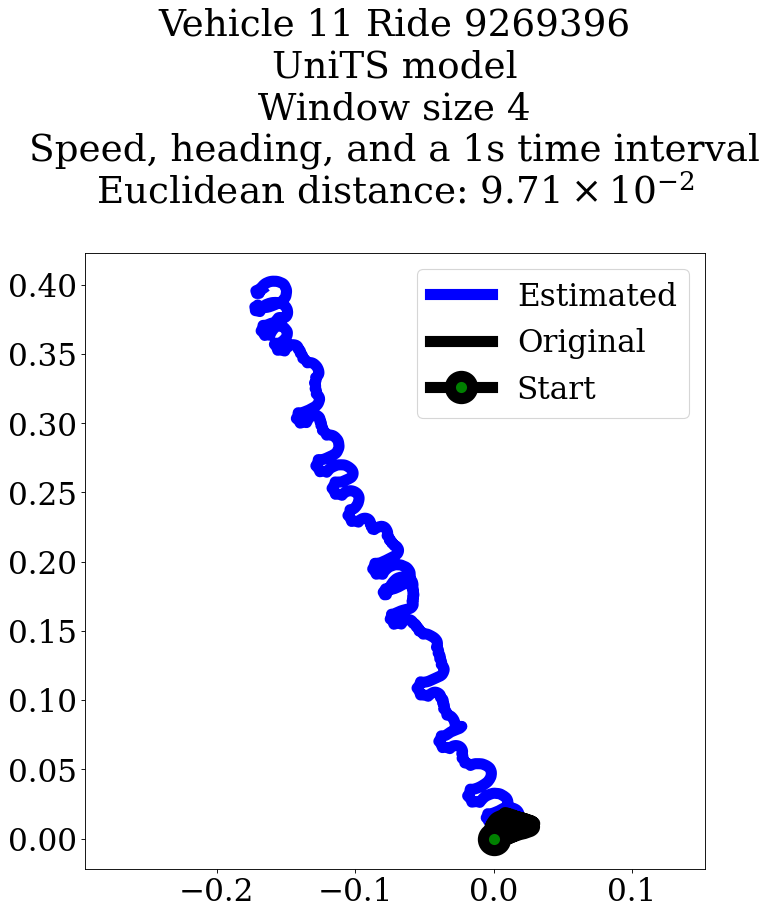 Vehicle 11 Ride 9269396
UniTS model
Window size 4
Speed, heading, and a 1s time interval
Euclidean distance: 9.71 × 10⁻²
Estimated
Original
Start
0.40
0.35
0.30
0.25
0.20
0.15
0.10
0.05
0.00
−0.2 −0.1 0.0 0.1